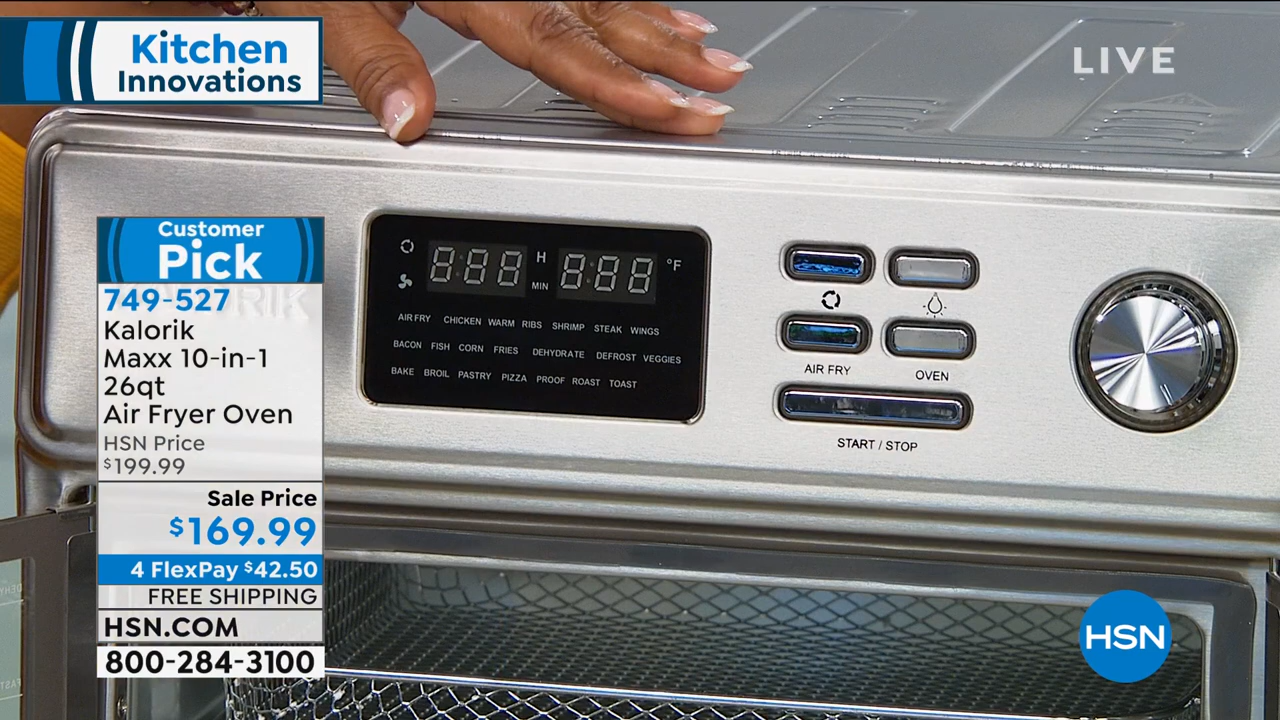 Kitchen
Innovations
LIVE
Customer
Pick
749-527
Kalorik
Maxx 10-in-1
26qt
Air Fryer Oven
HSN Price
$199.99
Sale Price
$169.99
4 FlexPay $42.50
FREE SHIPPING
HSN.COM
800-284-3100
888 H 888 °F
MIN
AIR FRY CHICKEN WARM RIBS SHRIMP STEAK WINGS
BACON FISH CORN FRIES DEHYDRATE DEFROST VEGGIES
BAKE BROIL PASTRY PIZZA PROOF ROAST TOAST
AIR FRY
OVEN
START / STOP
HSN